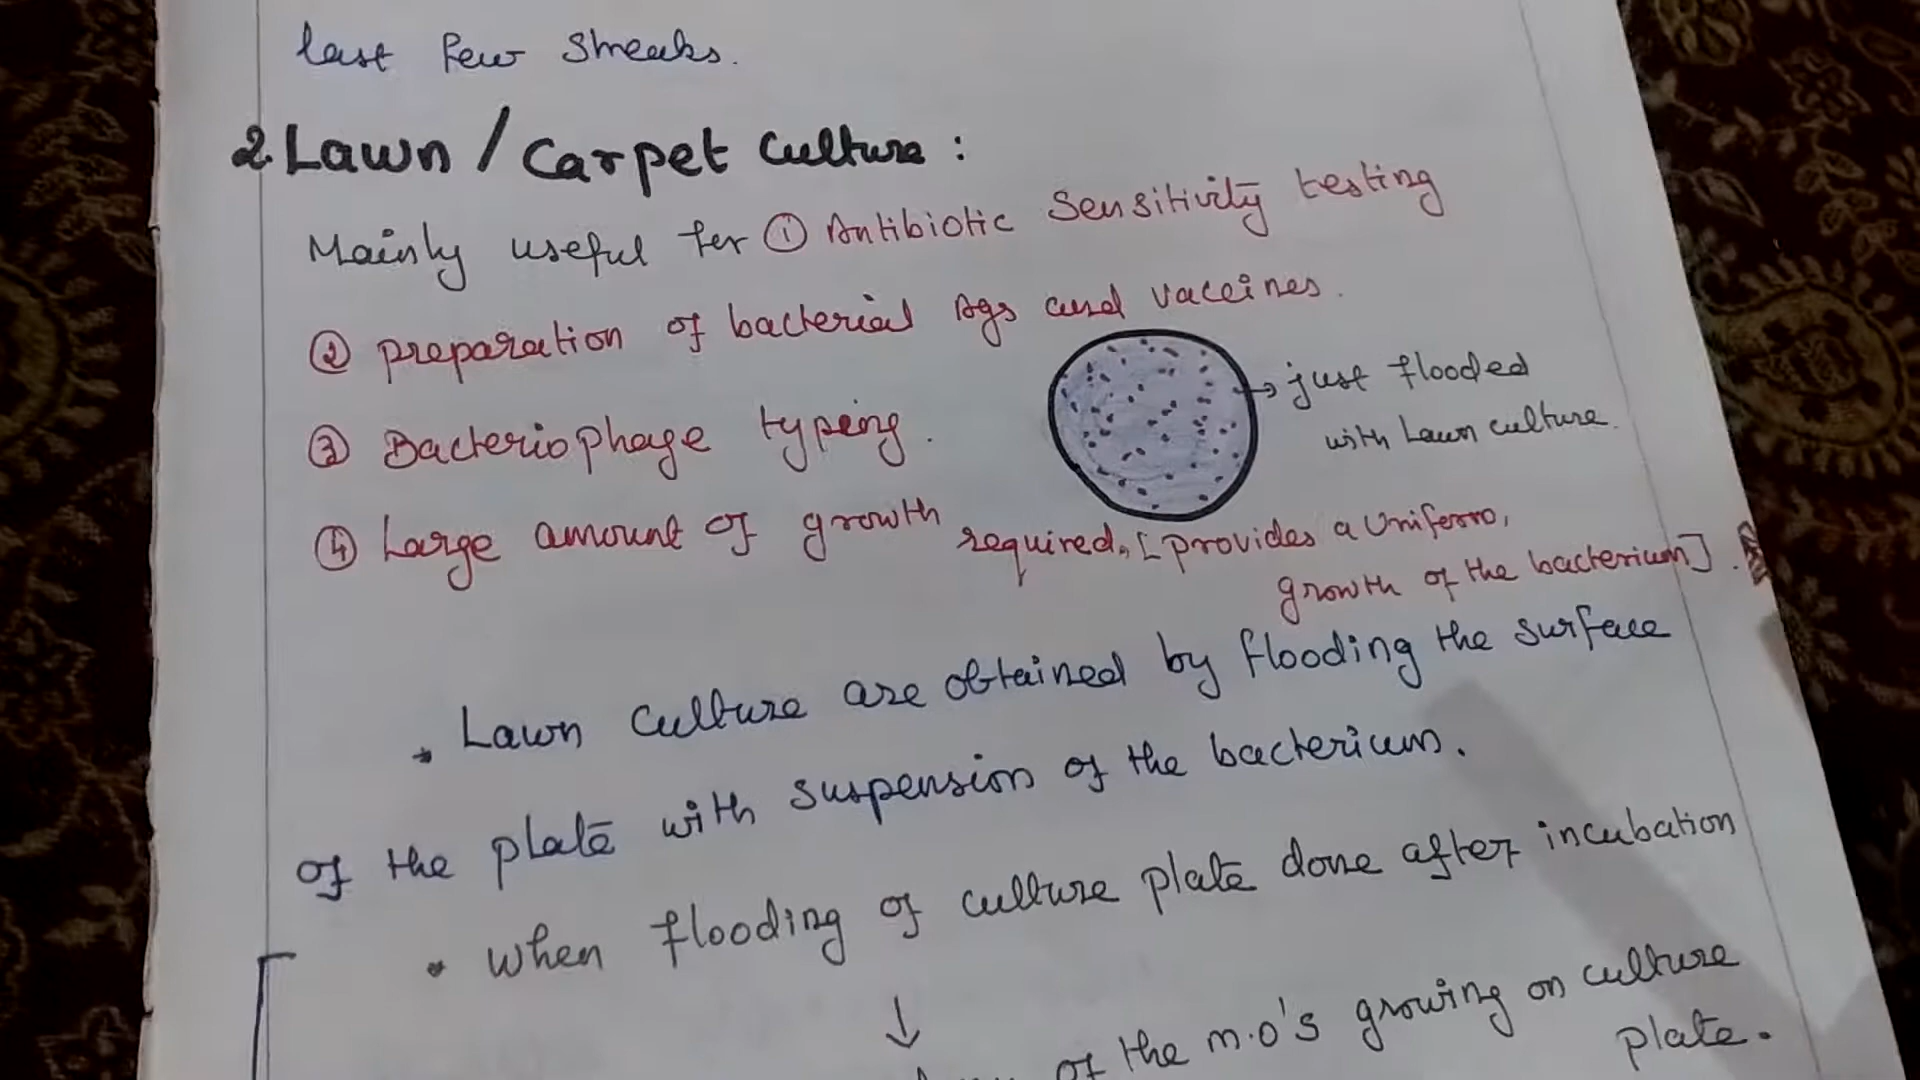 last few streaks.
2. Lawn / Carpet Culture :
Mainly useful for ① Antibiotic Sensitivity testing
② preparation of bacterial Ags and vaccines.
③ Bacteriophage typeing.
④ Large amount of growth required, [provides a Uniform,
growth of the bacterium].
→ just flooded
with Lawn culture.
Lawn culture are obtained by flooding the surface
of the plate with suspension of the bacterium.
• When flooding of culture plate done after incubation
↓
of the m.o's growing on culture
plate.